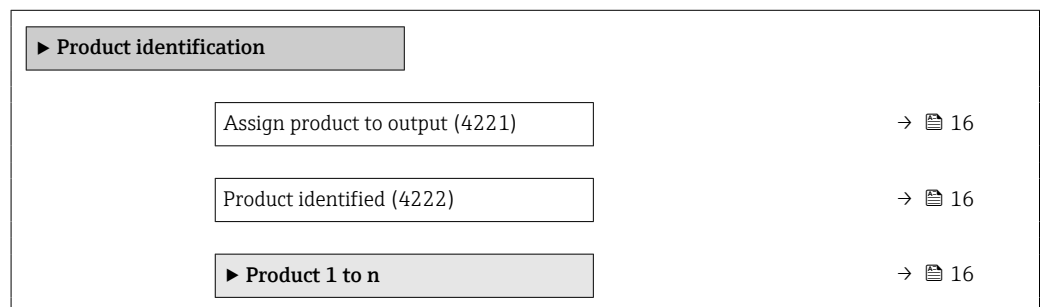 ▶ Product identification
Assign product to output (4221) → 16
Product identified (4222) → 16
▶ Product 1 to n → 16